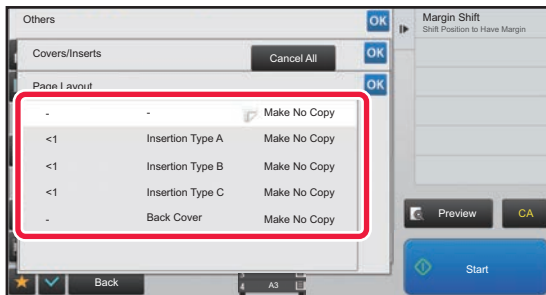 Others
OK
Margin Shift
Shift Position to Have Margin
Covers/Inserts
Cancel All
OK
Page Layout
OK
- - Make No Copy
<1 Insertion Type A Make No Copy
<1 Insertion Type B Make No Copy
<1 Insertion Type C Make No Copy
- Back Cover Make No Copy
Preview
CA
Back
4 A3
Start